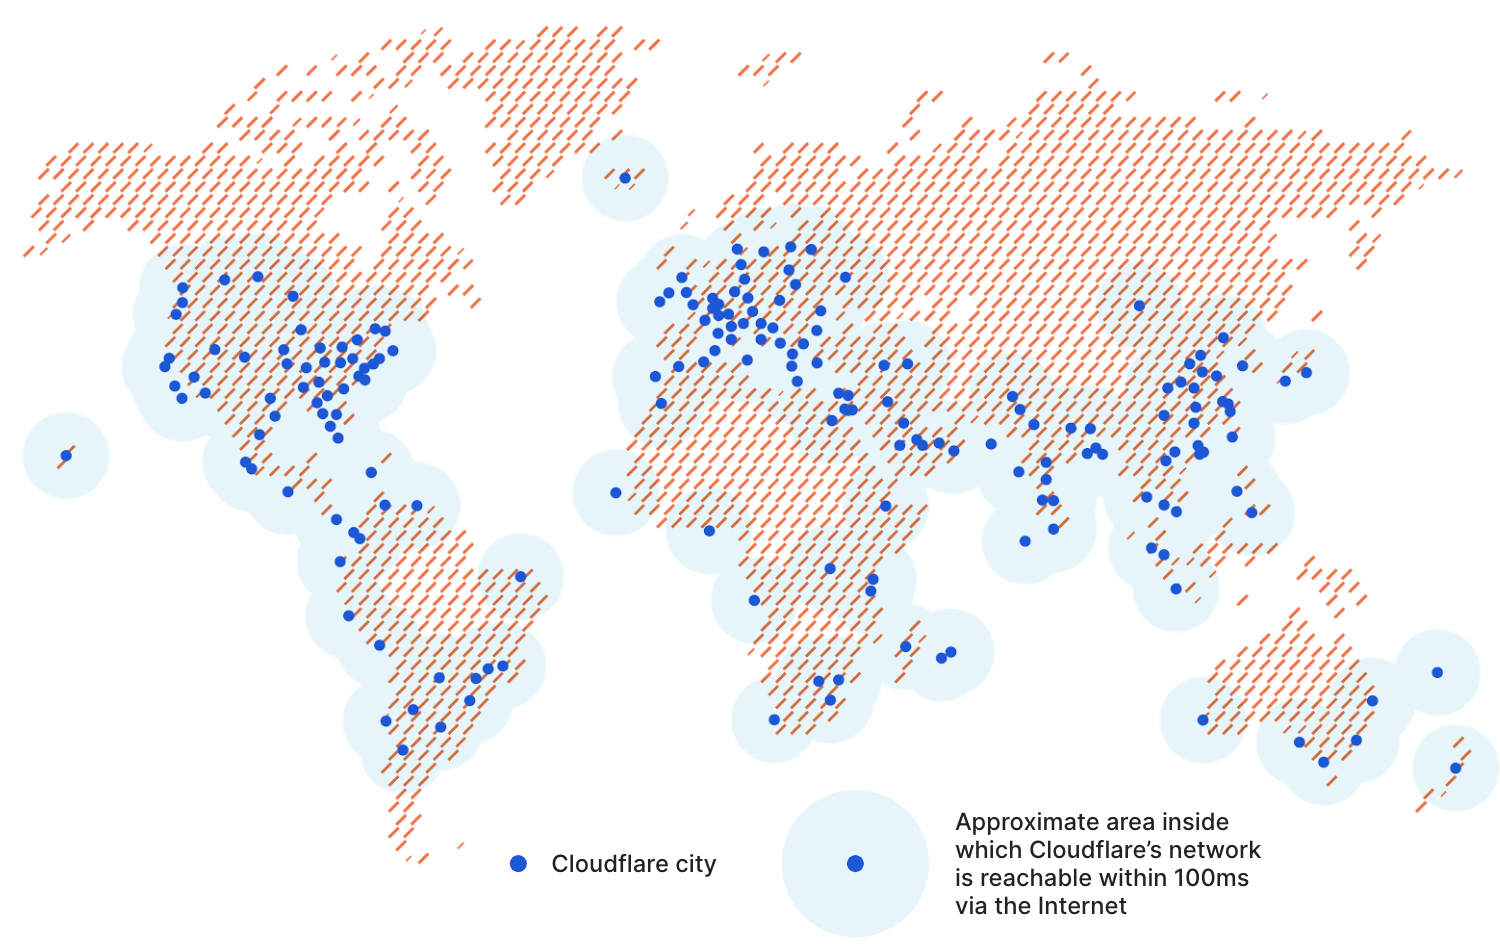 Cloudflare city
Approximate area inside
which Cloudflare’s network
is reachable within 100ms
via the Internet